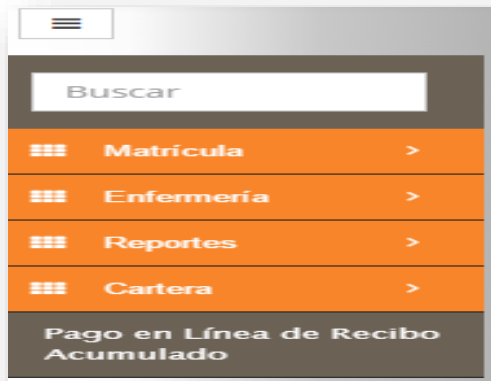 Buscar
Matrícula
Enfermería
Reportes
Cartera
Pago en Línea de Recibo
Acumulado